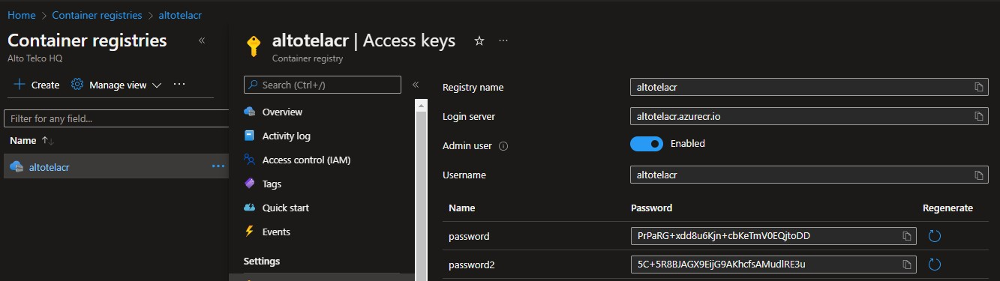 Home > Container registries > altotelacr
Container registries «
Alto Telco HQ
+ Create Manage view ...
Filter for any field...
Name ↑↓
altotelacr ...
altotelacr | Access keys ☆ ...
Container registry
Search (Ctrl+/) «
Overview
Activity log
Access control (IAM)
Tags
Quick start
Events
Settings
Registry name altotelacr
Login server altotelacr.azurecr.io
Admin user Enabled
Username altotelacr
Name Password Regenerate
password PrPaRG+xdd8u6Kjn+cbKeTmV0EQjtoDD
password2 5C+5R8BJAGX9EijG9AKhcfsAMudlRE3u